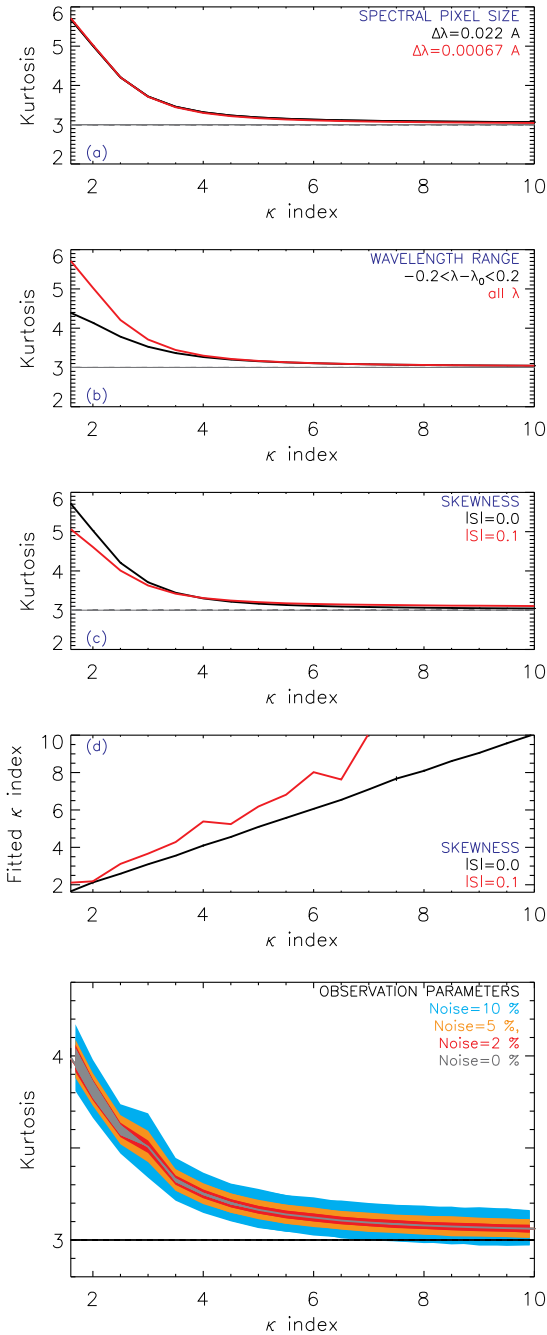 SPECTRAL PIXEL SIZE
Δλ=0.022 A
Δλ=0.00067 A
6
5
4
3
2
Kurtosis
(a)
2 4 6 8 10
κ index
WAVELENGTH RANGE
−0.2<λ−λ₀<0.2
all λ
6
5
4
3
2
Kurtosis
(b)
2 4 6 8 10
κ index
SKEWNESS
|S|=0.0
|S|=0.1
6
5
4
3
2
Kurtosis
(c)
2 4 6 8 10
κ index
(d)
10
8
6
4
2
Fitted κ index
SKEWNESS
|S|=0.0
|S|=0.1
2 4 6 8 10
κ index
OBSERVATION PARAMETERS
Noise=10 %
Noise=5 %,
Noise=2 %
Noise=0 %
4
3
Kurtosis
2 4 6 8 10
κ index